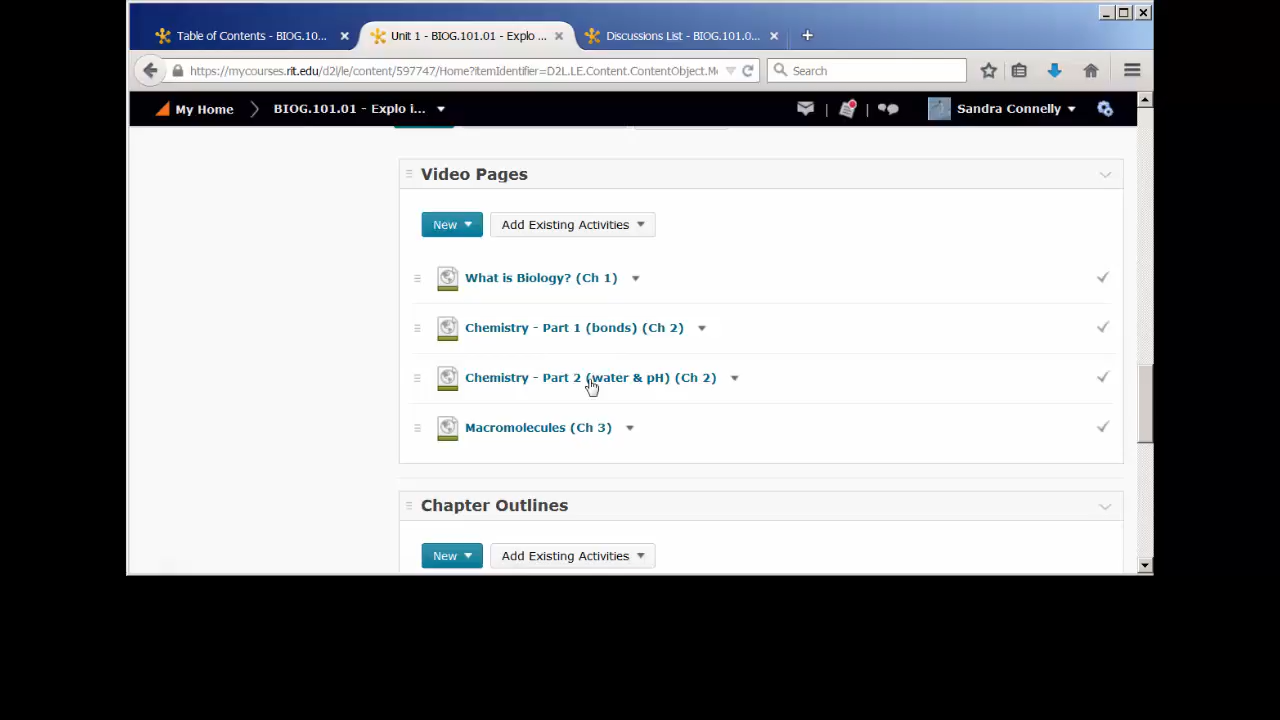 Table of Contents - BIOG.10...
Unit 1 - BIOG.101.01 - Explo ...
Discussions List - BIOG.101.0...
https://mycourses.rit.edu/d2l/le/content/597747/Home?itemIdentifier=D2L.LE.Content.ContentObject.M
Search
My Home
BIOG.101.01 - Explo i...
Sandra Connelly
Video Pages
New
Add Existing Activities
What is Biology? (Ch 1)
Chemistry - Part 1 (bonds) (Ch 2)
Chemistry - Part 2 (water & pH) (Ch 2)
Macromolecules (Ch 3)
Chapter Outlines
New
Add Existing Activities